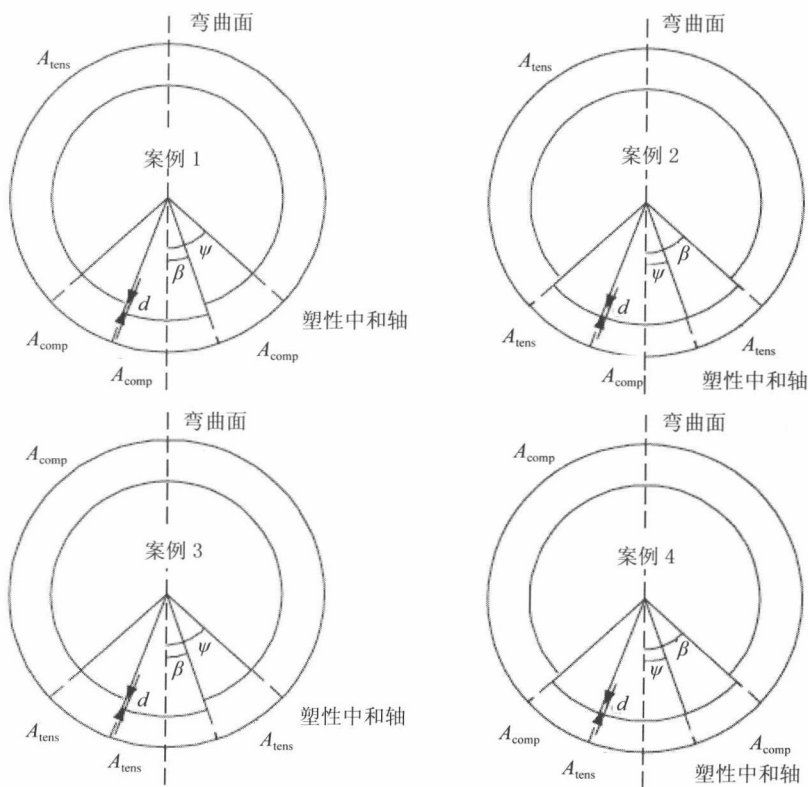 弯曲面
A_tens
案例 1
ψ
β
d
塑性中和轴
A_comp
A_comp
A_comp
弯曲面
A_tens
案例 2
β
ψ
d
A_tens
A_tens
A_comp
塑性中和轴
弯曲面
A_comp
案例 3
ψ
β
d
塑性中和轴
A_tens
A_tens
A_tens
弯曲面
A_comp
案例 4
β
ψ
d
A_comp
A_comp
A_tens
塑性中和轴